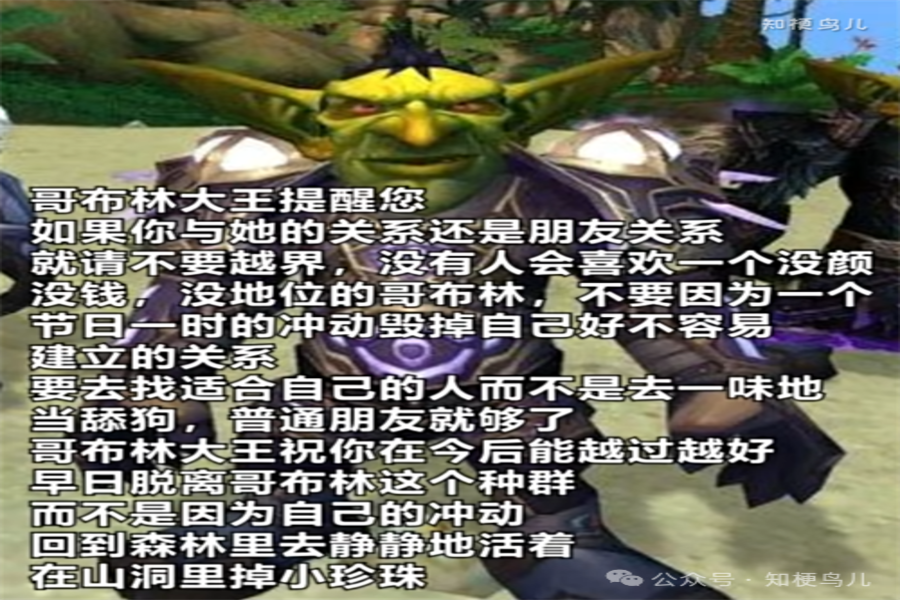 知梗鸟儿
哥布林大王提醒您
如果你与她的关系还是朋友关系
就请不要越界，没有人会喜欢一个没颜
没钱，没地位的哥布林，不要因为一个
节日一时的冲动毁掉自己好不容易
建立的关系
要去找适合自己的人而不是去一味地
当舔狗，普通朋友就够了
哥布林大王祝你在今后能越过越好
早日脱离哥布林这个种群
而不是因为自己的冲动
回到森林里去静静地活着
在山洞里掉小珍珠
公众号·知梗鸟儿